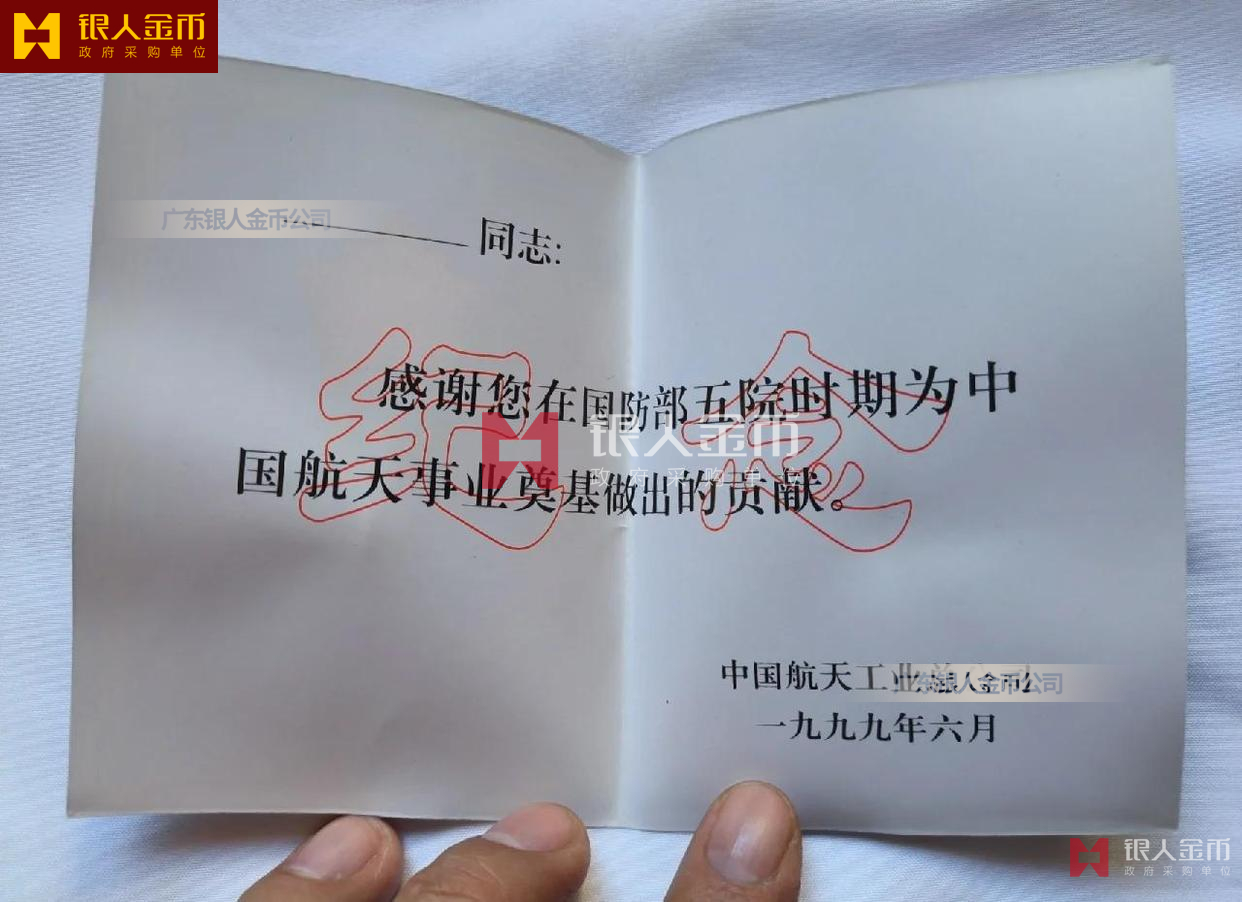 银人金币
政府采购单位
广东银人金币公司
同志:
纪念
感谢您在国防部五院时期为中
国航天事业奠基做出的贡献。
银人金币
政府采购单位
中国航天工业总
银人金币公司
一九九九年六月
银人金币
政府采购单位